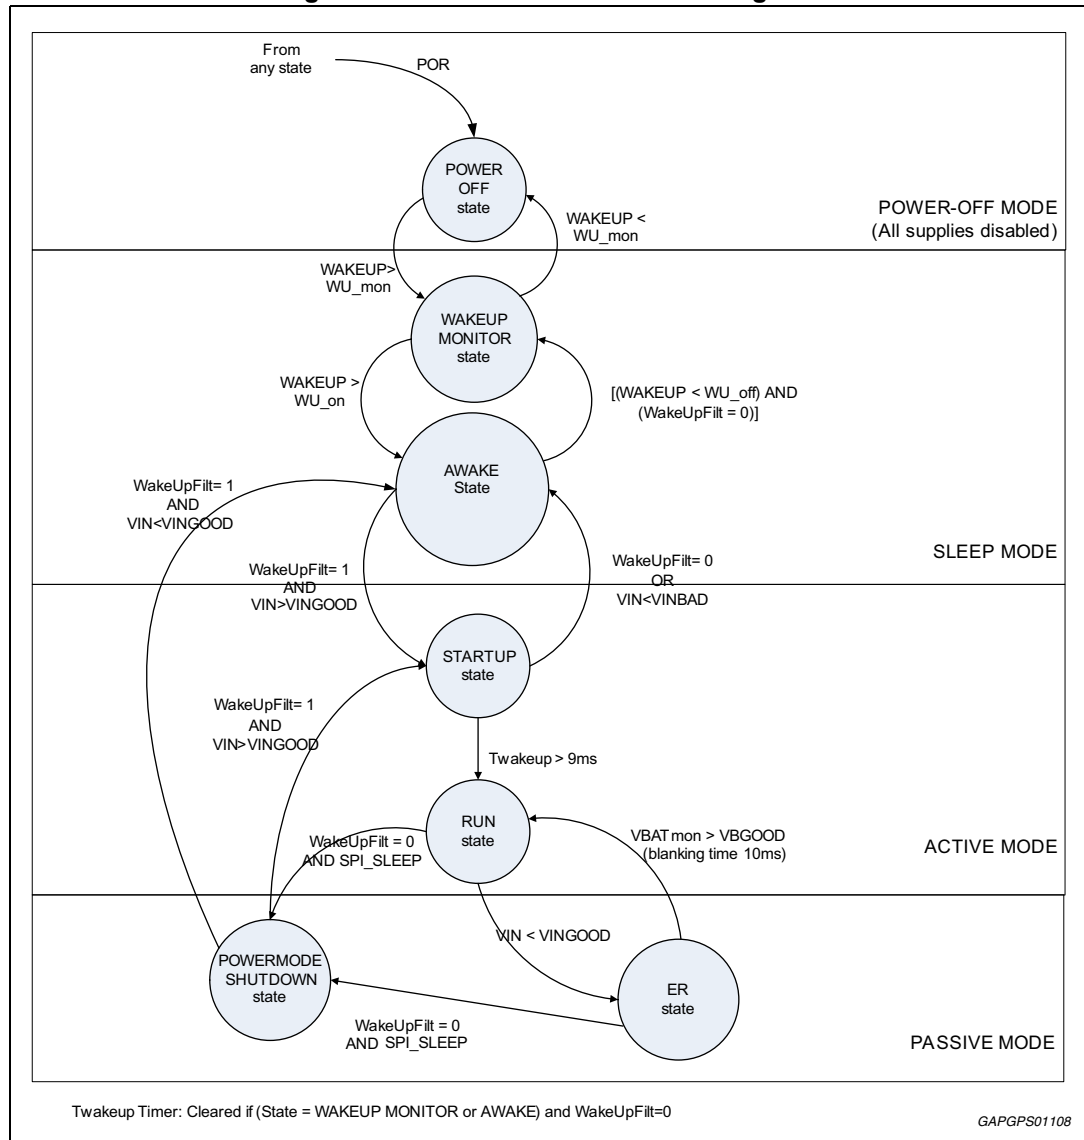 From
any state
POR
POWER
OFF
state
POWER-OFF MODE
(All supplies disabled)
WAKEUP <
WU_mon
WAKEUP>
WU_mon
WAKEUP
MONITOR
state
WAKEUP >
WU_on
[(WAKEUP < WU_off) AND
(WakeUpFilt = 0)]
AWAKE
State
WakeUpFilt= 1
AND
VIN<VINGOOD
SLEEP MODE
WakeUpFilt= 1
AND
VIN>VINGOOD
WakeUpFilt= 0
OR
VIN<VINBAD
STARTUP
state
WakeUpFilt= 1
AND
VIN>VINGOOD
Twakeup > 9ms
RUN
state
VBATmon > VBGOOD
(blanking time 10ms)
ACTIVE MODE
WakeUpFilt = 0
AND SPI_SLEEP
VIN < VINGOOD
POWERMODE
SHUTDOWN
state
ER
state
WakeUpFilt = 0
AND SPI_SLEEP
PASSIVE MODE
Twakeup Timer: Cleared if (State = WAKEUP MONITOR or AWAKE) and WakeUpFilt=0
GAPGPS01108